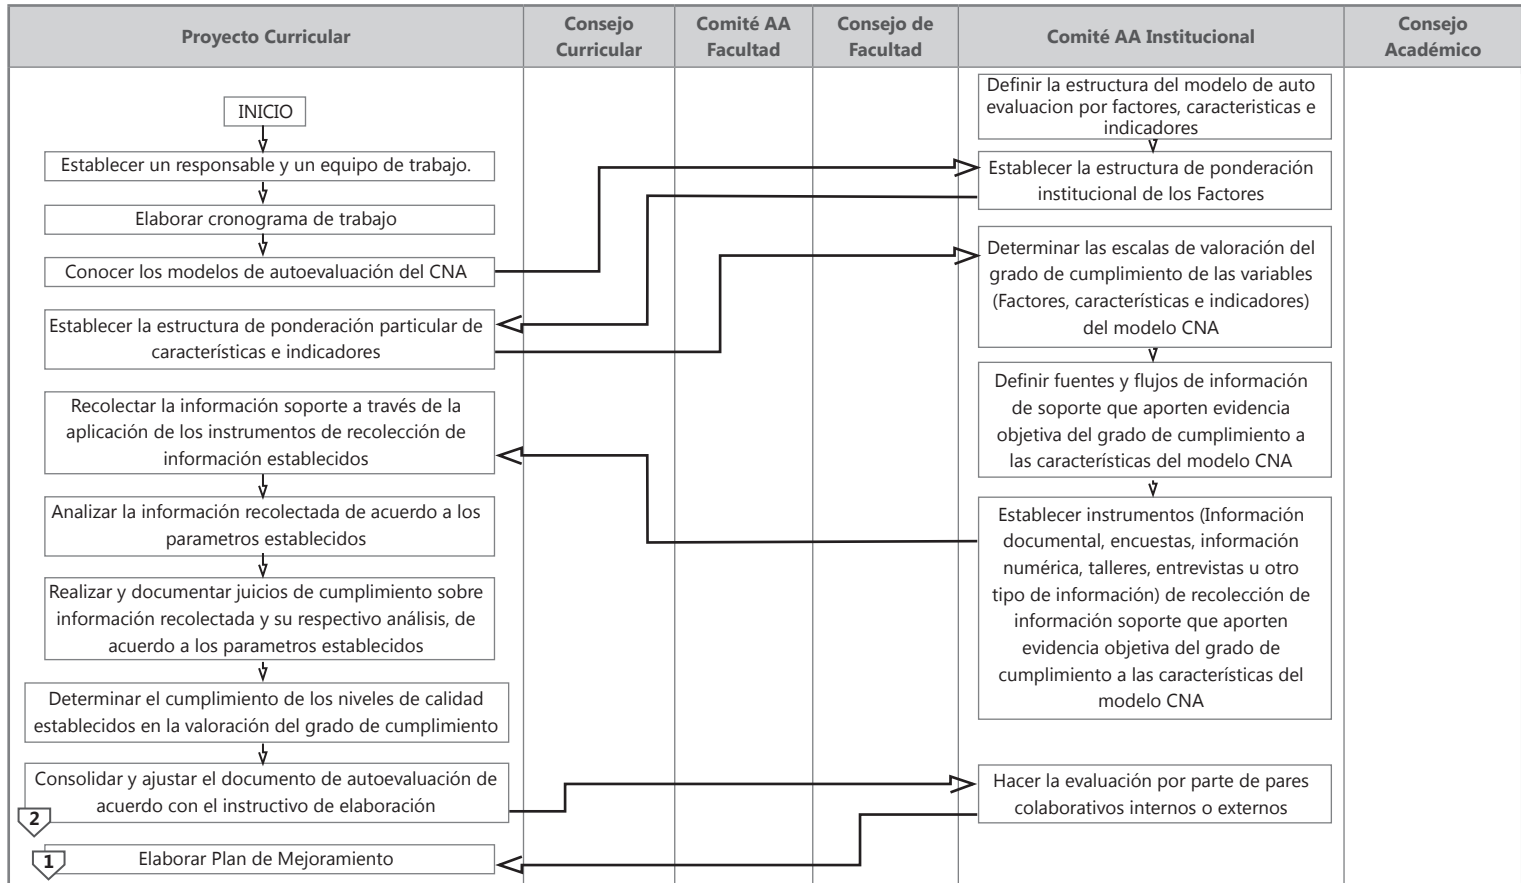 Proyecto Curricular
Consejo
Curricular
Comité AA
Facultad
Consejo de
Facultad
Comité AA Institucional
Consejo
Académico
INICIO
Establecer un responsable y un equipo de trabajo.
Elaborar cronograma de trabajo
Conocer los modelos de autoevaluación del CNA
Establecer la estructura de ponderación particular de
características e indicadores
Recolectar la información soporte a través de la
aplicación de los instrumentos de recolección de
información establecidos
Analizar la información recolectada de acuerdo a los
parametros establecidos
Realizar y documentar juicios de cumplimiento sobre
información recolectada y su respectivo análisis, de
acuerdo a los parametros establecidos
Determinar el cumplimiento de los niveles de calidad
establecidos en la valoración del grado de cumplimiento
Consolidar y ajustar el documento de autoevaluación de
acuerdo con el instructivo de elaboración
2
1
Elaborar Plan de Mejoramiento
Definir la estructura del modelo de auto
evaluacion por factores, caracteristicas e
indicadores
Establecer la estructura de ponderación
institucional de los Factores
Determinar las escalas de valoración del
grado de cumplimiento de las variables
(Factores, características e indicadores)
del modelo CNA
Definir fuentes y flujos de información
de soporte que aporten evidencia
objetiva del grado de cumplimiento a
las características del modelo CNA
Establecer instrumentos (Información
documental, encuestas, información
numérica, talleres, entrevistas u otro
tipo de información) de recolección de
información soporte que aporten
evidencia objetiva del grado de
cumplimiento a las características del
modelo CNA
Hacer la evaluación por parte de pares
colaborativos internos o externos